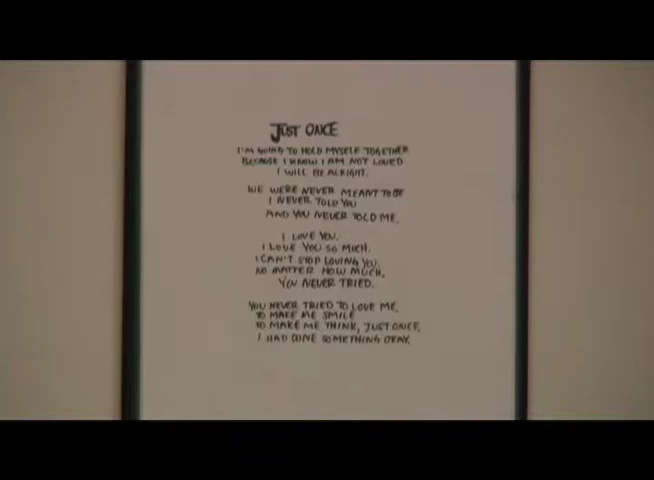 JUST ONCE
I'M GOING TO HOLD MYSELF TOGETHER
BECAUSE I KNOW I AM NOT LOVED
I WILL BE ALRIGHT.
WE WERE NEVER MEANT TO BE
I NEVER TOLD YOU
AND YOU NEVER TOLD ME.
I LOVE YOU.
I LOVE YOU SO MUCH.
I CAN'T STOP LOVING YOU.
NO MATTER HOW MUCH,
YOU NEVER TRIED.
YOU NEVER TRIED TO LOVE ME,
TO MAKE ME SMILE
TO MAKE ME THINK, JUST ONCE,
I HAD DONE SOMETHING OKAY.